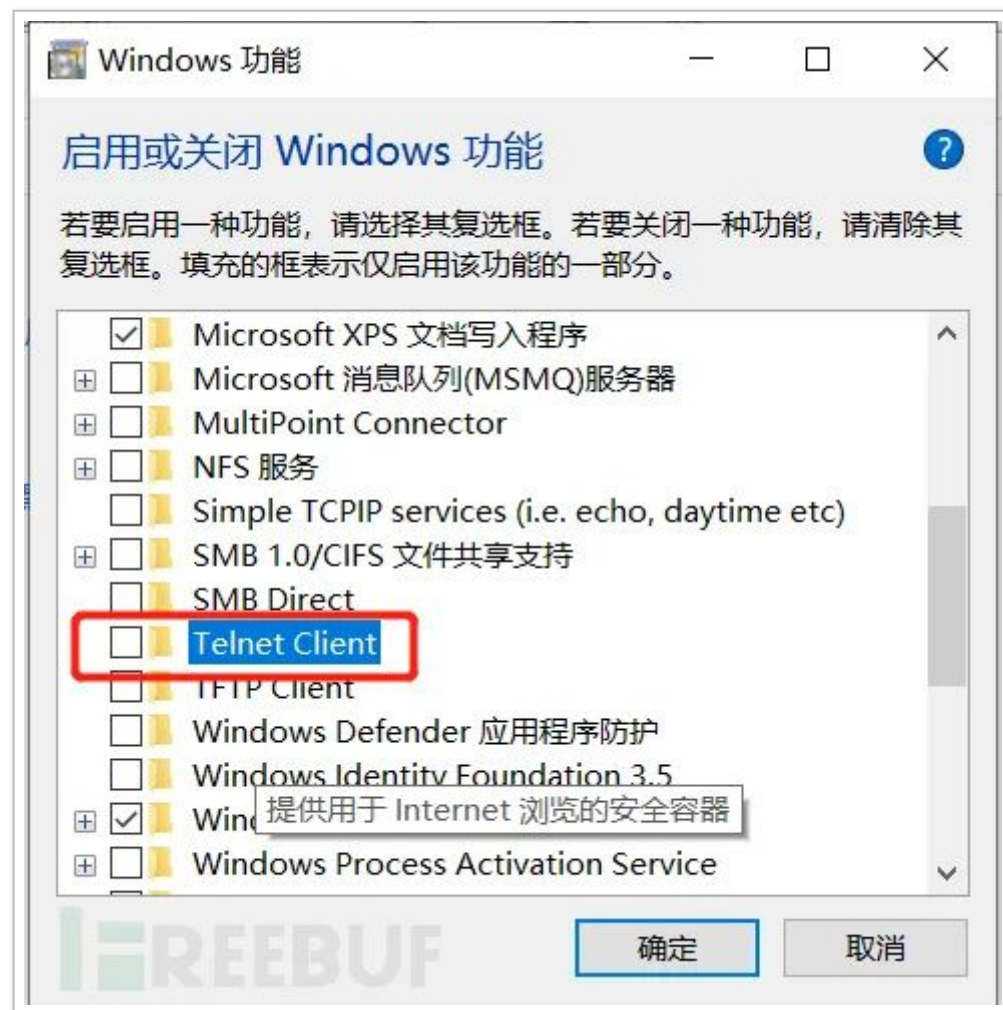 Windows 功能
启用或关闭 Windows 功能
?
若要启用一种功能，请选择其复选框。若要关闭一种功能，请清除其
复选框。填充的框表示仅启用该功能的一部分。
Microsoft XPS 文档写入程序
Microsoft 消息队列(MSMQ)服务器
MultiPoint Connector
NFS 服务
Simple TCPIP services (i.e. echo, daytime etc)
SMB 1.0/CIFS 文件共享支持
SMB Direct
Telnet Client
TFTP Client
Windows Defender 应用程序防护
Windows Identity Foundation 3.5
提供用于 Internet 浏览的安全容器
Windows Process Activation Service
REEBUF
确定
取消